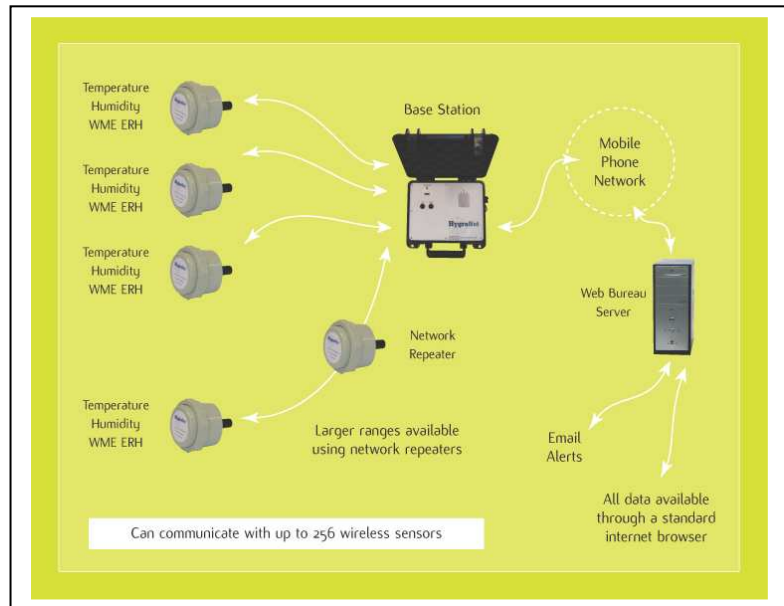 Temperature
Humidity
WME ERH
Base Station
Mobile
Phone
Network
Temperature
Humidity
WME ERH
HygroNet
Temperature
Humidity
WME ERH
Web Bureau
Server
Network
Repeater
Temperature
Humidity
WME ERH
Larger ranges available
using network repeaters
Email
Alerts
All data available
through a standard
internet browser
Can communicate with up to 256 wireless sensors